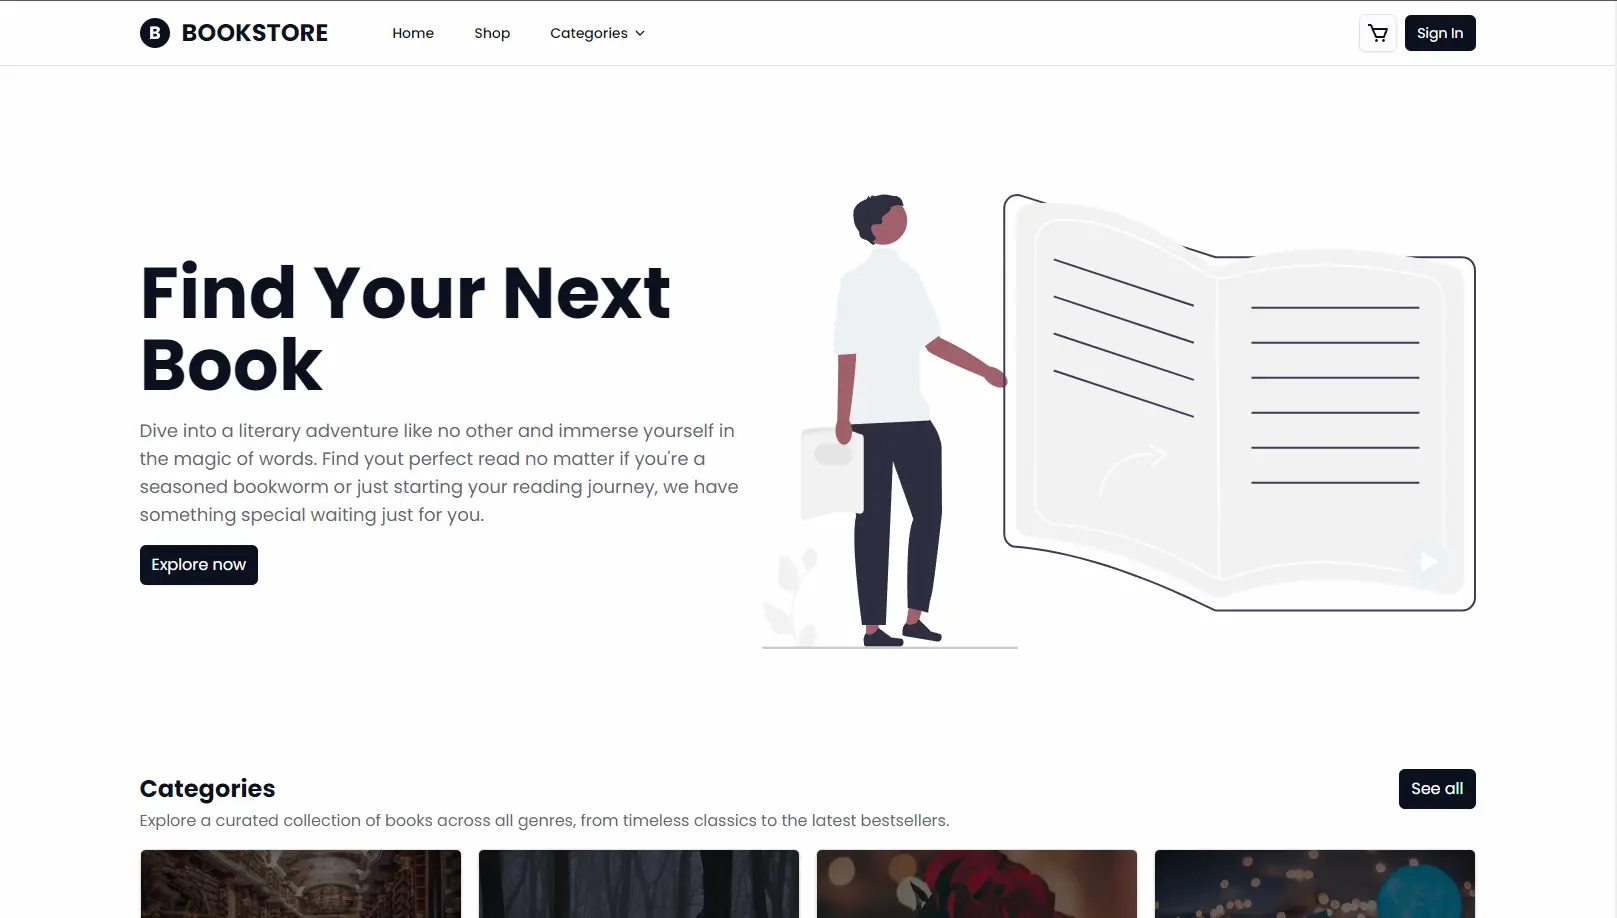 B BOOKSTORE
Home
Shop
Categories
Sign In
Find Your Next
Book
Dive into a literary adventure like no other and immerse yourself in
the magic of words. Find yout perfect read no matter if you're a
seasoned bookworm or just starting your reading journey, we have
something special waiting just for you.
Explore now
Categories
See all
Explore a curated collection of books across all genres, from timeless classics to the latest bestsellers.